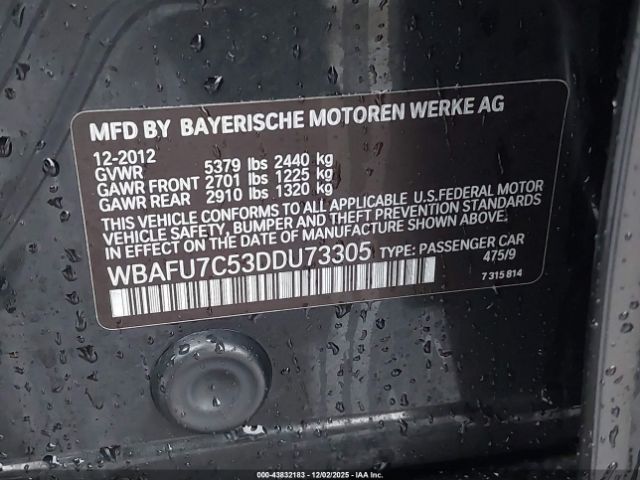 MFD BY BAYERISCHE MOTOREN WERKE AG
12-2012
GVWR 5379 lbs 2440 kg
GAWR FRONT 2701 lbs 1225 kg
GAWR REAR 2910 lbs 1320 kg
THIS VEHICLE CONFORMS TO ALL APPLICABLE U.S.FEDERAL MOTOR
VEHICLE SAFETY, BUMPER, AND THEFT PREVENTION STANDARDS
IN EFFECT ON THE DATE OF MANUFACTURE SHOWN ABOVE.
WBAFU7C53DDU73305 TYPE: PASSENGER CAR
475/9
7 315 814
000-43832183 - 12/02/2025 - IAA Inc.